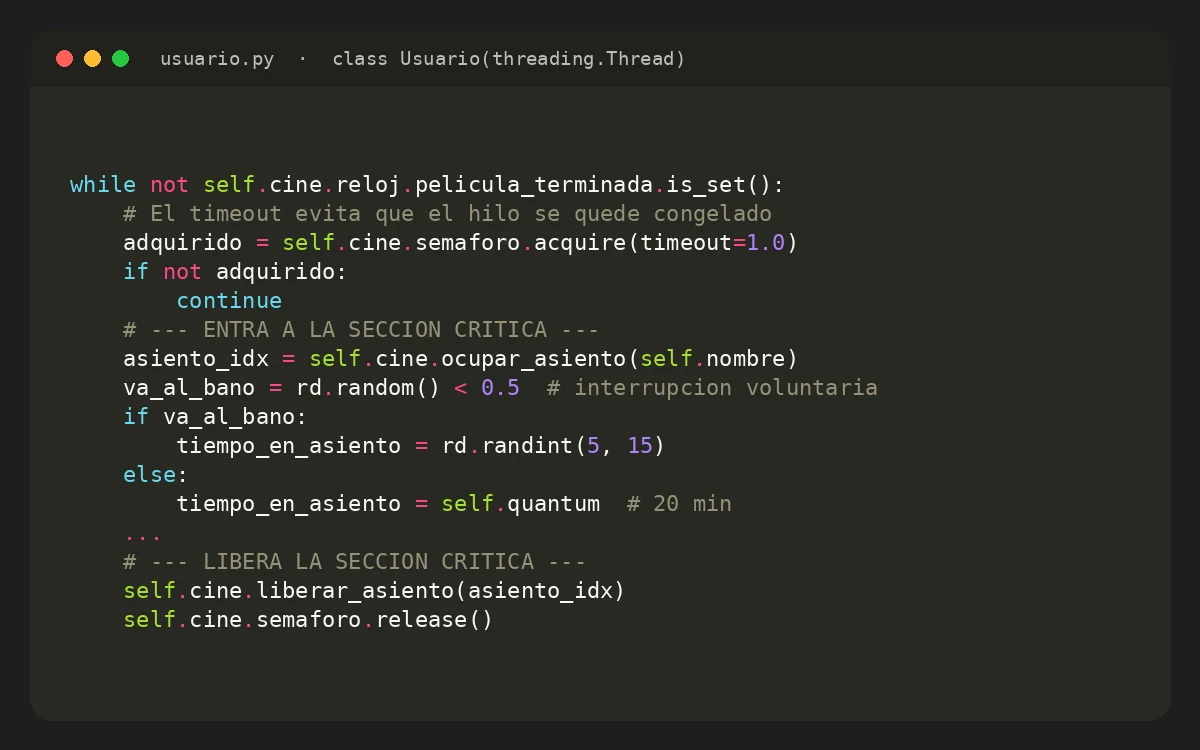 usuario.py  ·  class Usuario(threading.Thread)
while not self.cine.reloj.pelicula_terminada.is_set():
    # El timeout evita que el hilo se quede congelado
    adquirido = self.cine.semaforo.acquire(timeout=1.0)
    if not adquirido:
        continue
    # --- ENTRA A LA SECCION CRITICA ---
    asiento_idx = self.cine.ocupar_asiento(self.nombre)
    va_al_bano = rd.random() < 0.5  # interrupcion voluntaria
    if va_al_bano:
        tiempo_en_asiento = rd.randint(5, 15)
    else:
        tiempo_en_asiento = self.quantum  # 20 min
    ...
    # --- LIBERA LA SECCION CRITICA ---
    self.cine.liberar_asiento(asiento_idx)
    self.cine.semaforo.release()